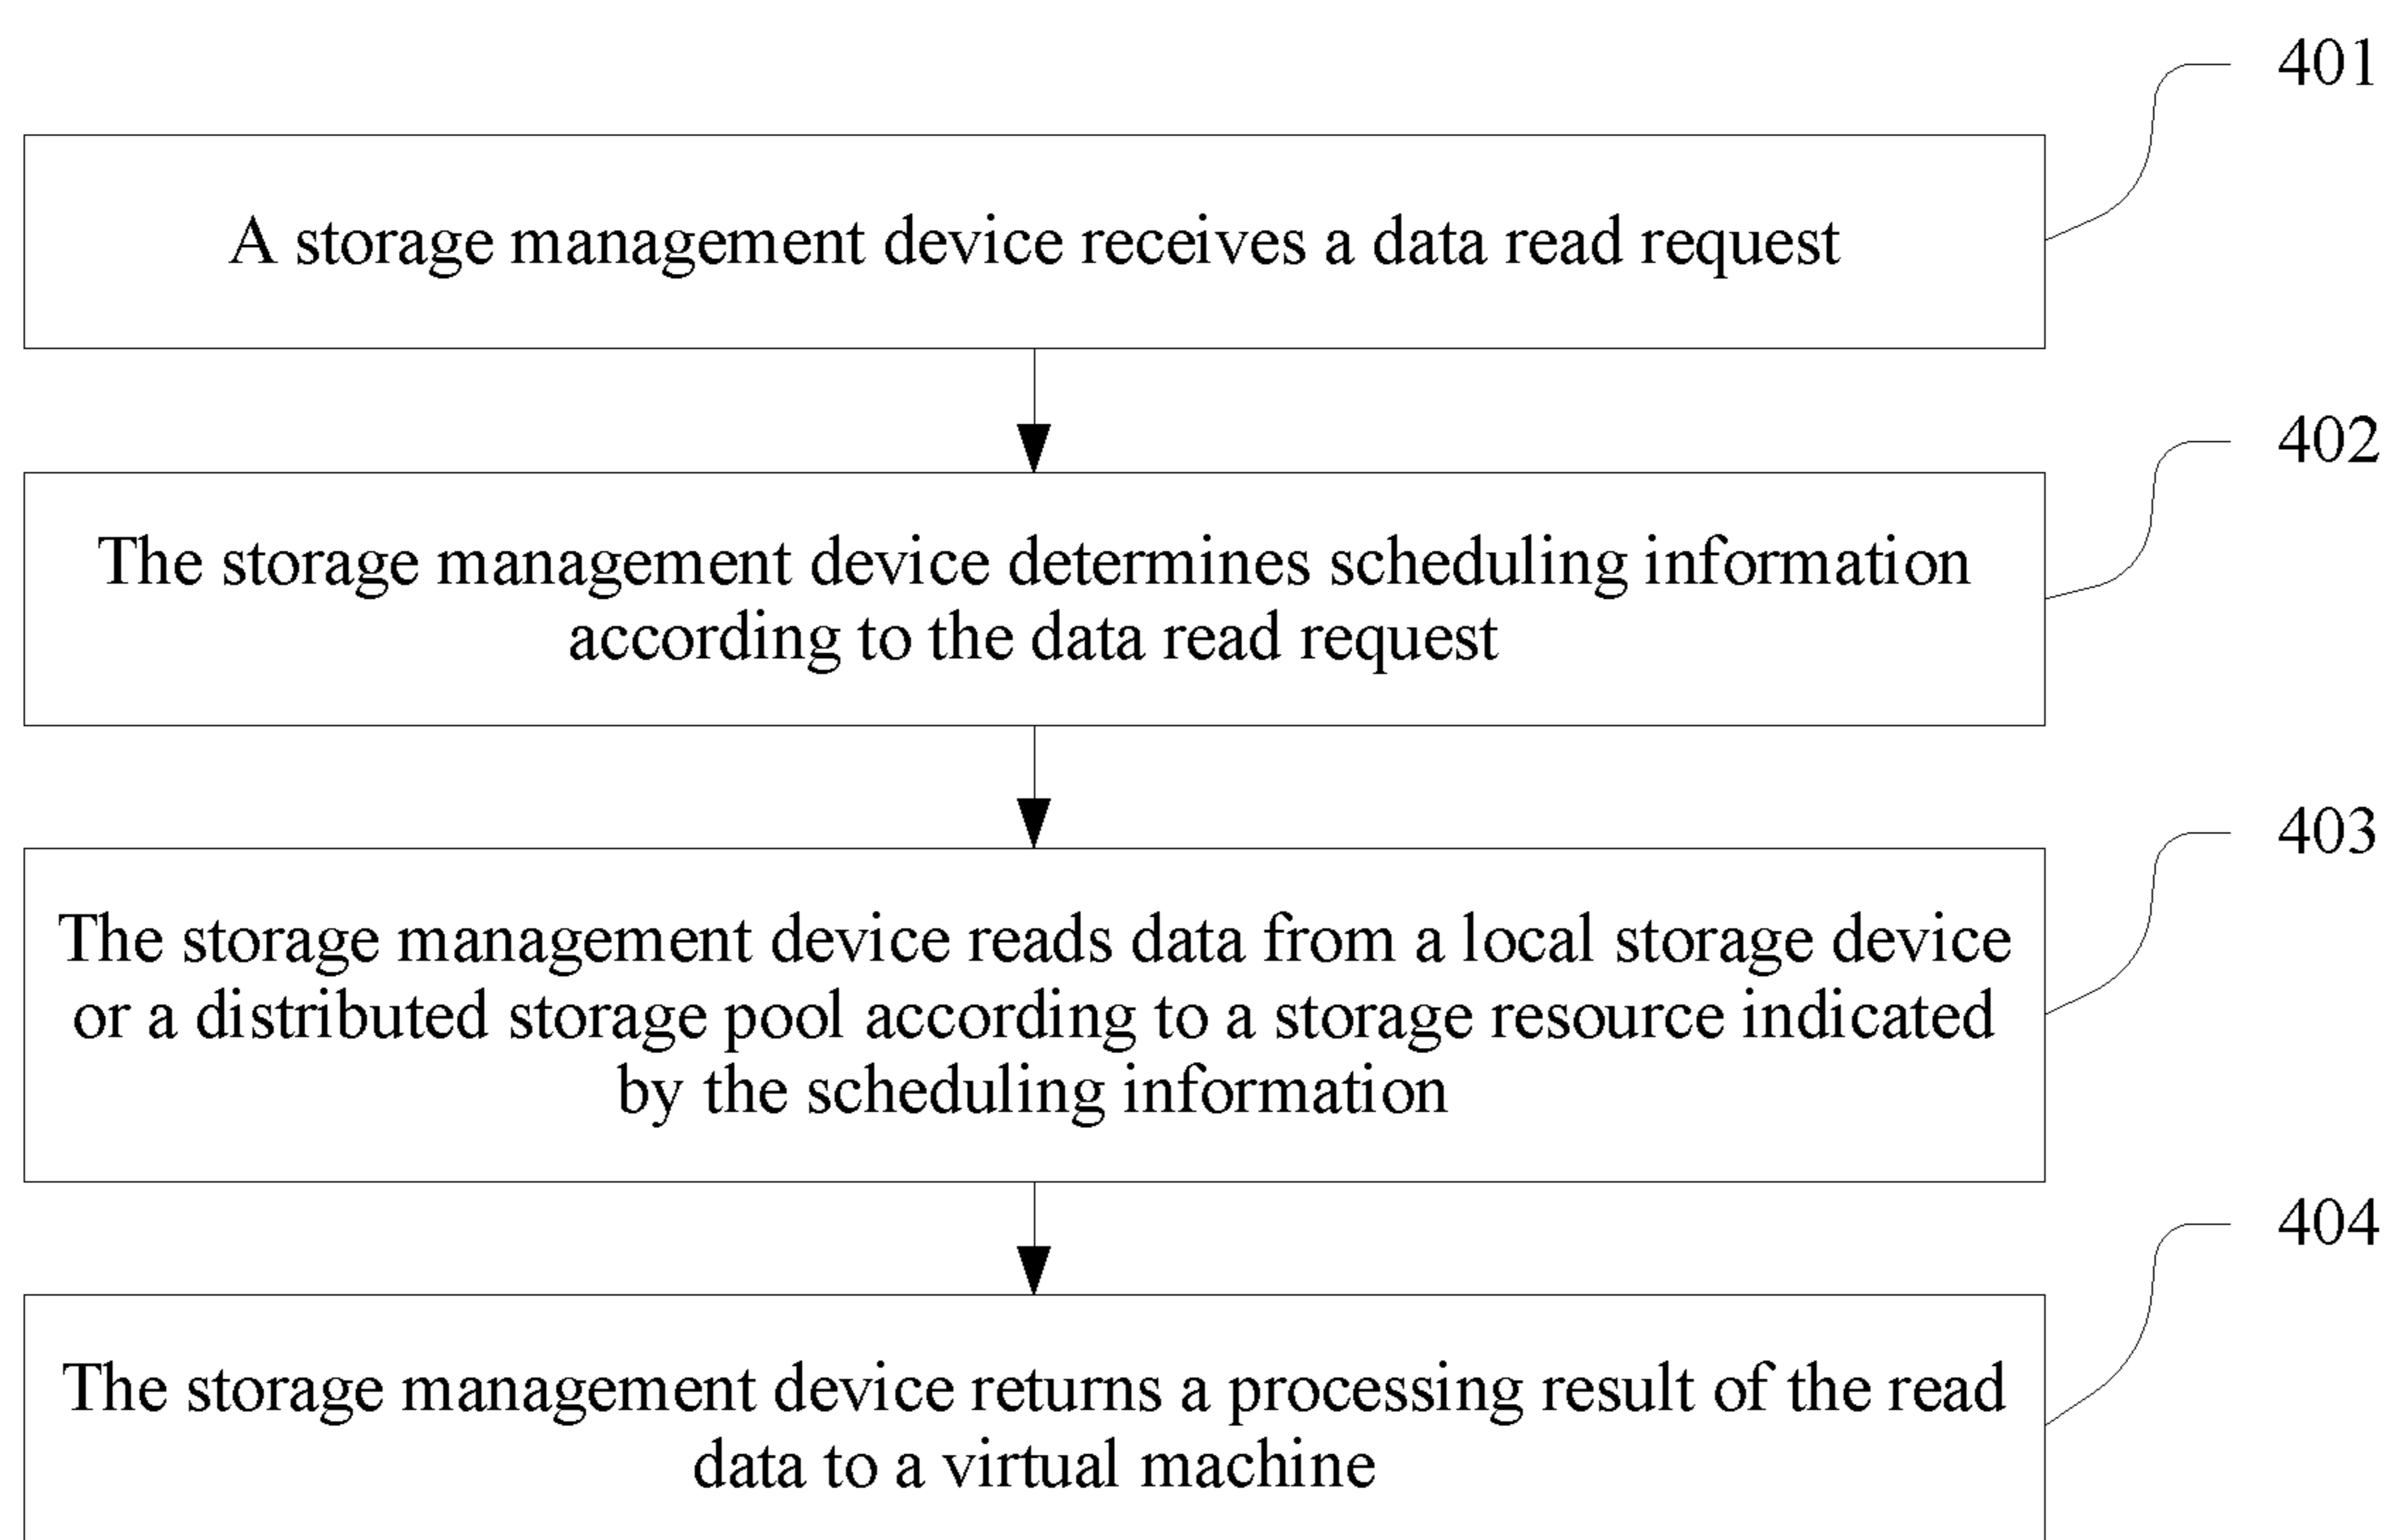 401
A storage management device receives a data read request
402
The storage management device determines scheduling information
according to the data read request
403
The storage management device reads data from a local storage device
or a distributed storage pool according to a storage resource indicated
by the scheduling information
404
The storage management device returns a processing result of the read
data to a virtual machine